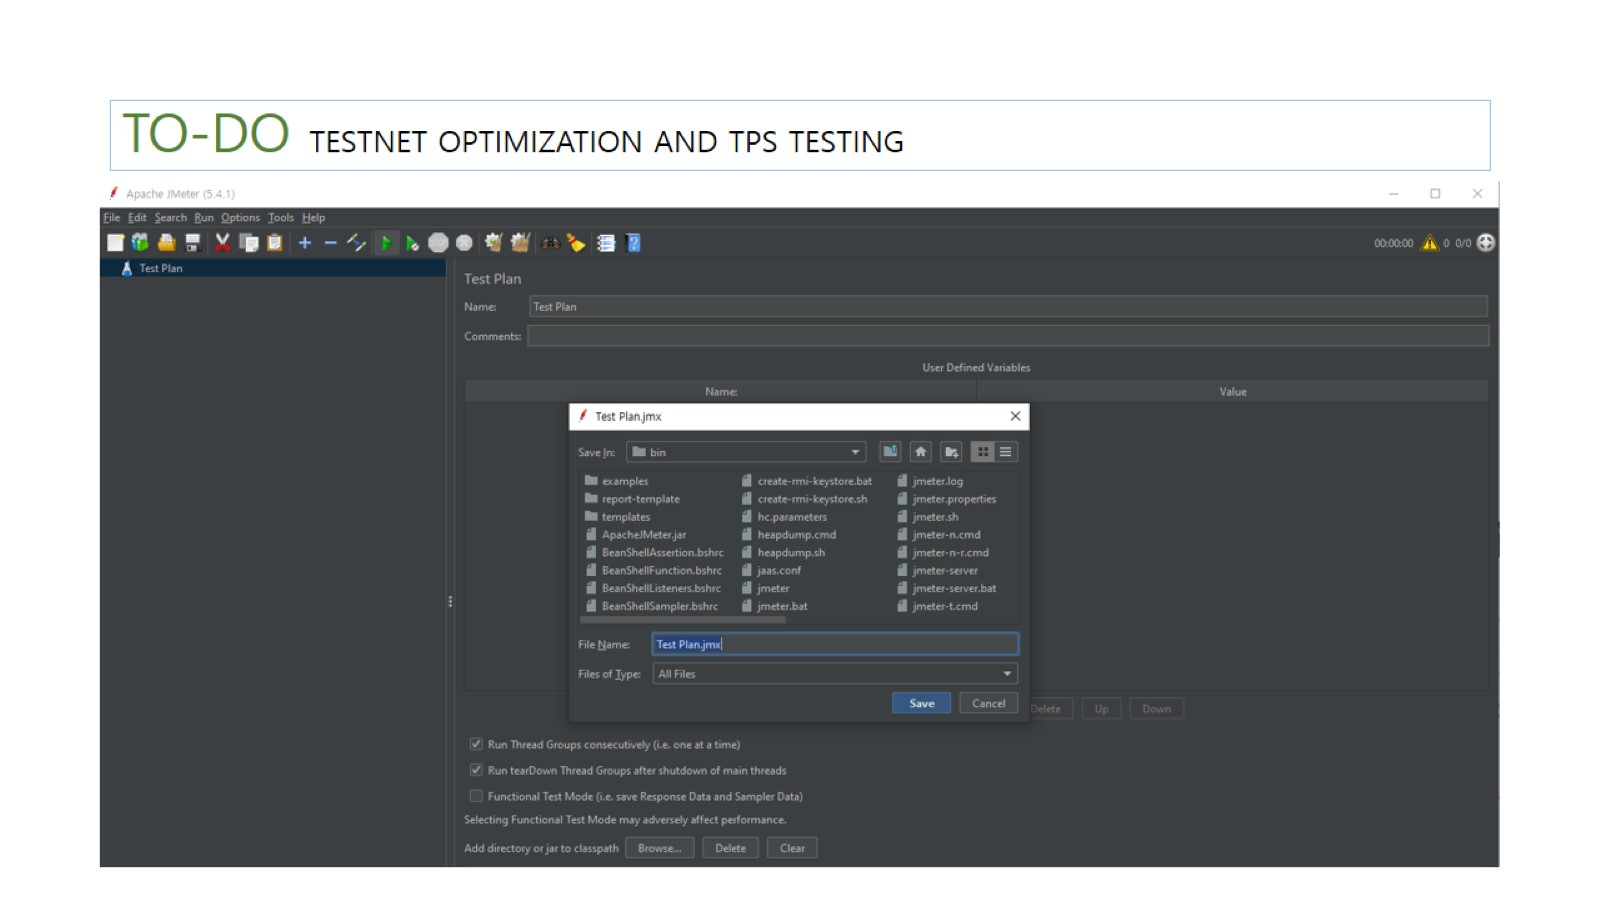 TO-DO TESTNET OPTIMIZATION AND TPS TESTING
Apache JMeter (5.4.1)
File Edit Search Run Options Tools Help
00:00:00 0 0/0
Test Plan
Test Plan
Name: Test Plan
Comments:
User Defined Variables
Name: Value
Test Plan.jmx
Save In: bin
examples create-rmi-keystore.bat jmeter.log
report-template create-rmi-keystore.sh jmeter.properties
templates hc.parameters jmeter.sh
ApacheJMeter.jar heapdump.cmd jmeter-n.cmd
BeanShellAssertion.bshrc heapdump.sh jmeter-n-r.cmd
BeanShellFunction.bshrc jaas.conf jmeter-server
BeanShellListeners.bshrc jmeter jmeter-server.bat
BeanShellSampler.bshrc jmeter.bat jmeter-t.cmd
File Name: Test Plan.jmx
Files of Type: All Files
Save Cancel
Delete Up Down
Run Thread Groups consecutively (i.e. one at a time)
Run tearDown Thread Groups after shutdown of main threads
Functional Test Mode (i.e. save Response Data and Sampler Data)
Selecting Functional Test Mode may adversely affect performance.
Add directory or jar to classpath Browse... Delete Clear